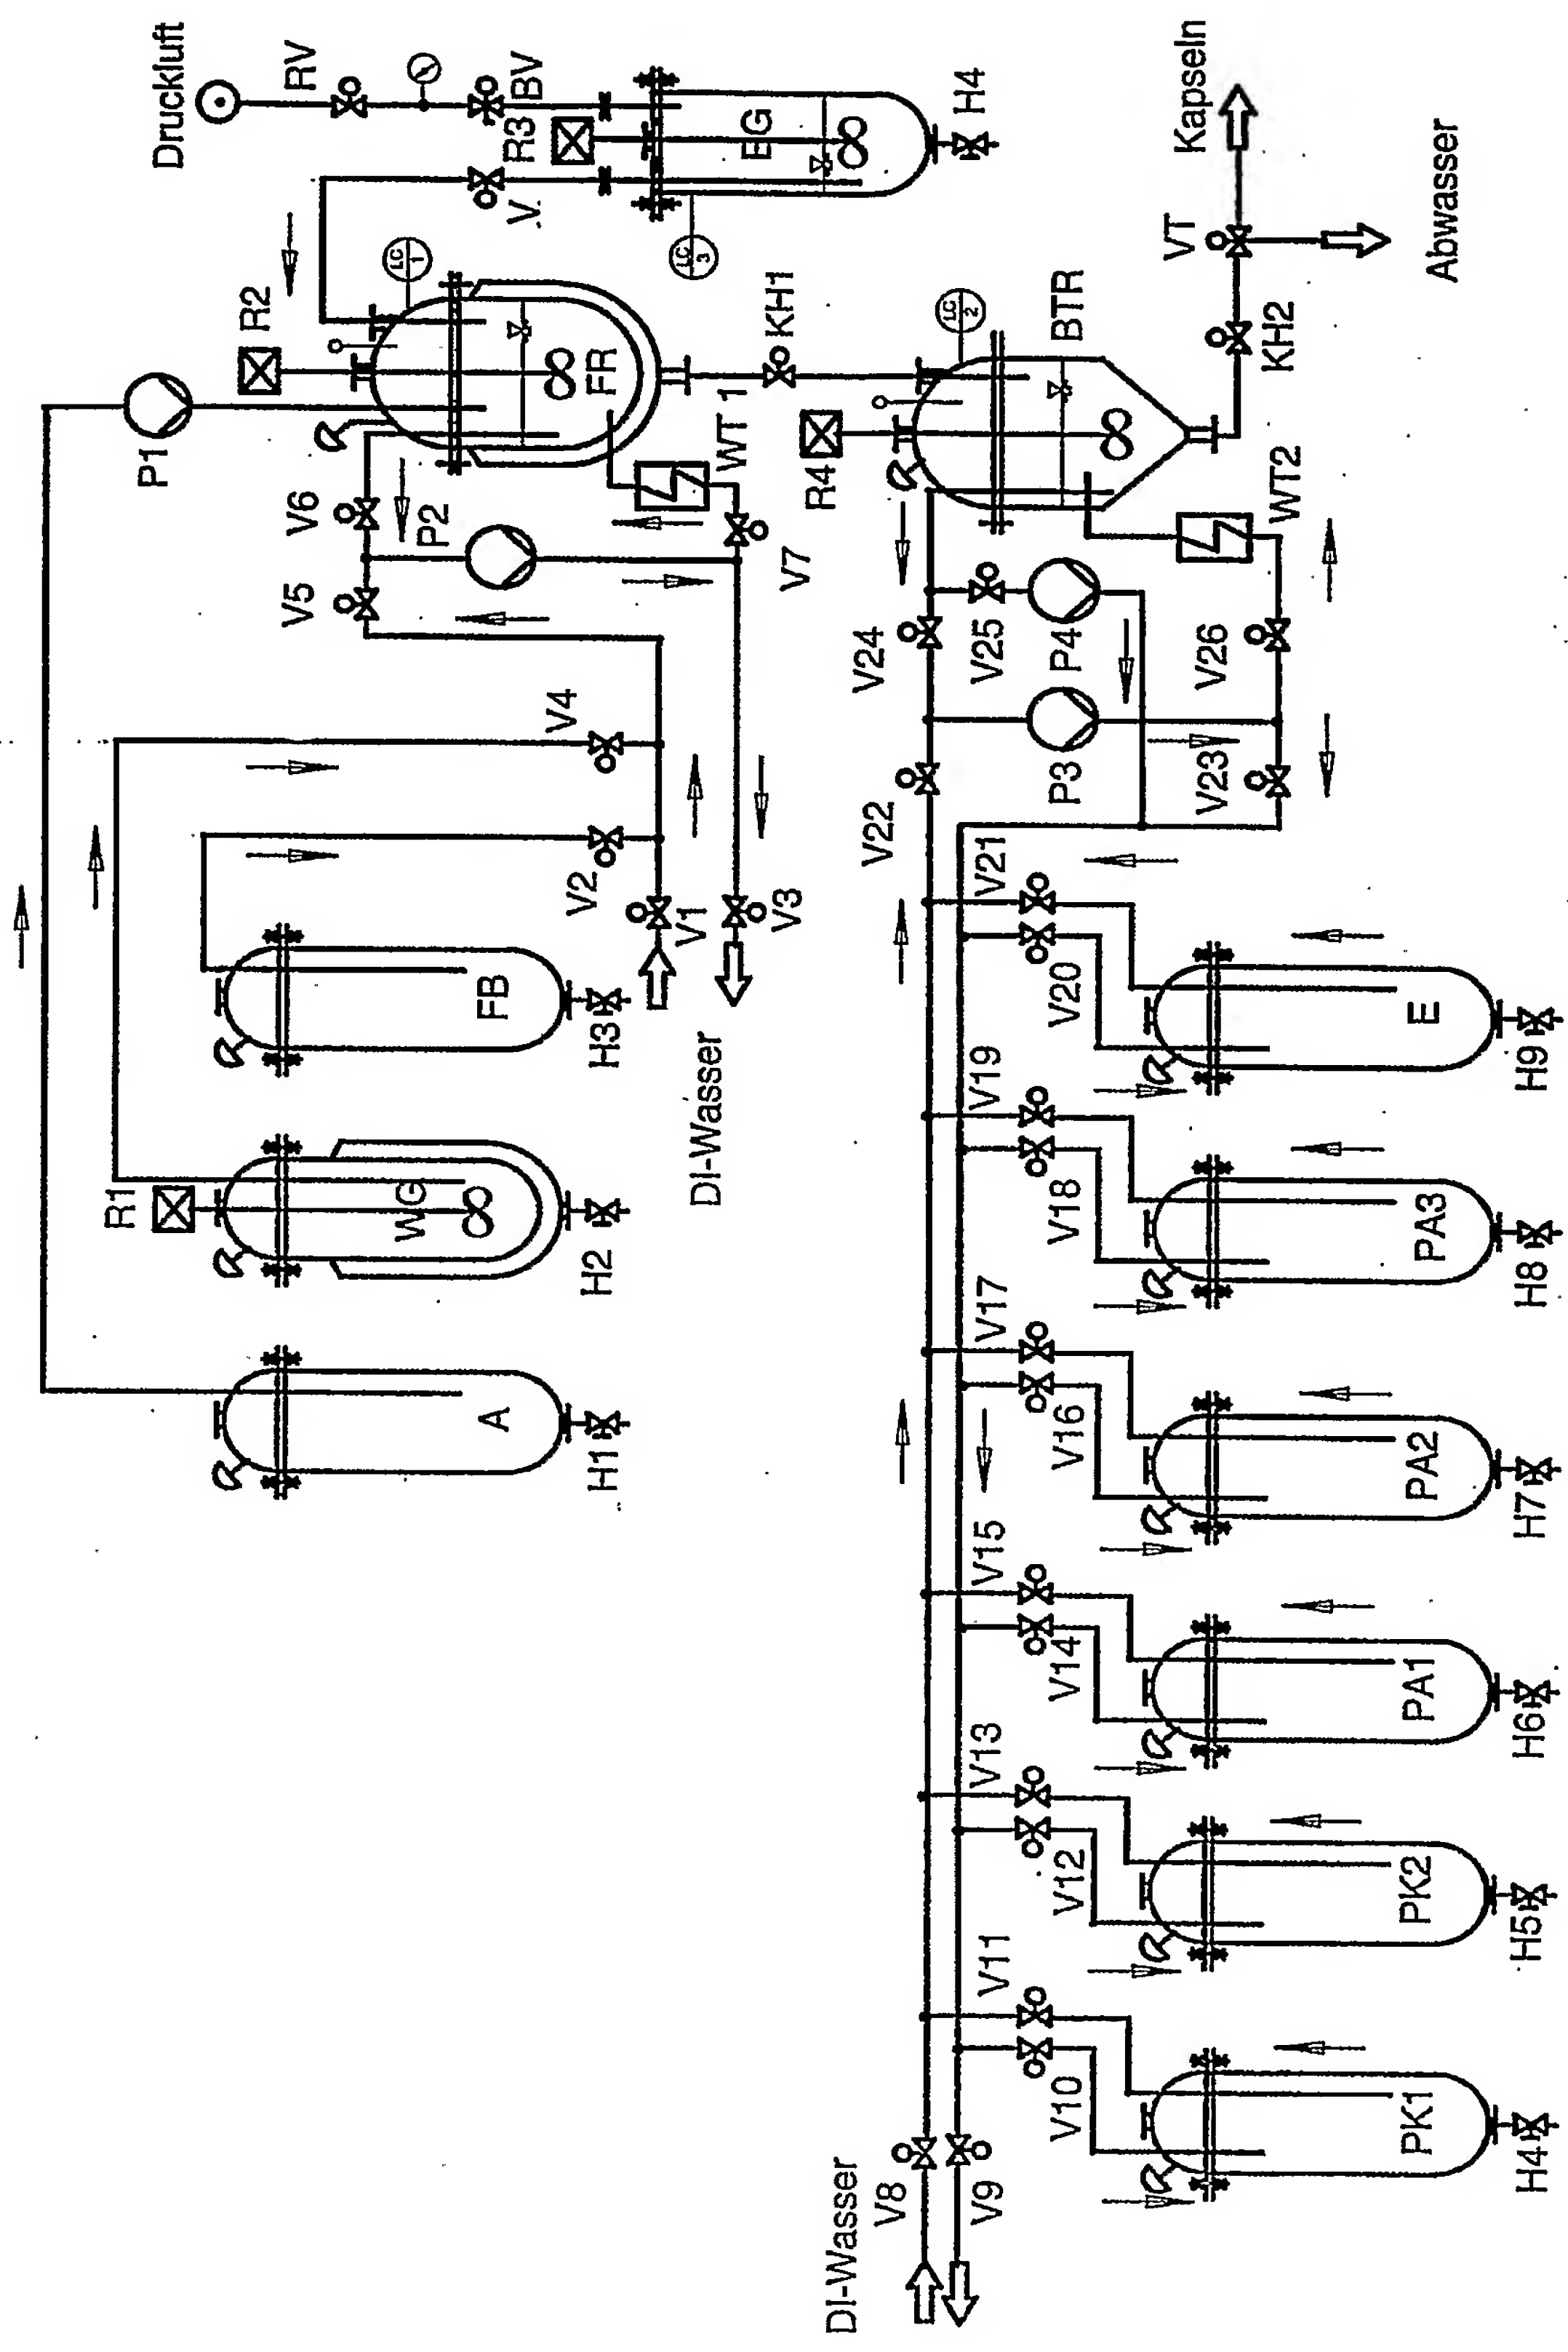 Druckluft
RV
BV
R3
V
EG
H4
R2
LC
1
LC
3
FR
P1
V6
P2
V5
WT 1
V7
KH1
V4
V2
V1
V3
DI-Wasser
FB
H3
R1
WG
H2
A
H1
Kapseln
VT
Abwasser
KH2
LC
2
BTR
R4
WT2
V24
V25
P4
V26
P3
V23
V22
V21
V20
E
H9
V19
V18
PA3
H8
V17
V16
PA2
H7
V15
V14
PA1
H6
V13
V12
PK2
H5
V11
V10
PK1
H4
DI-Wasser
V8
V9